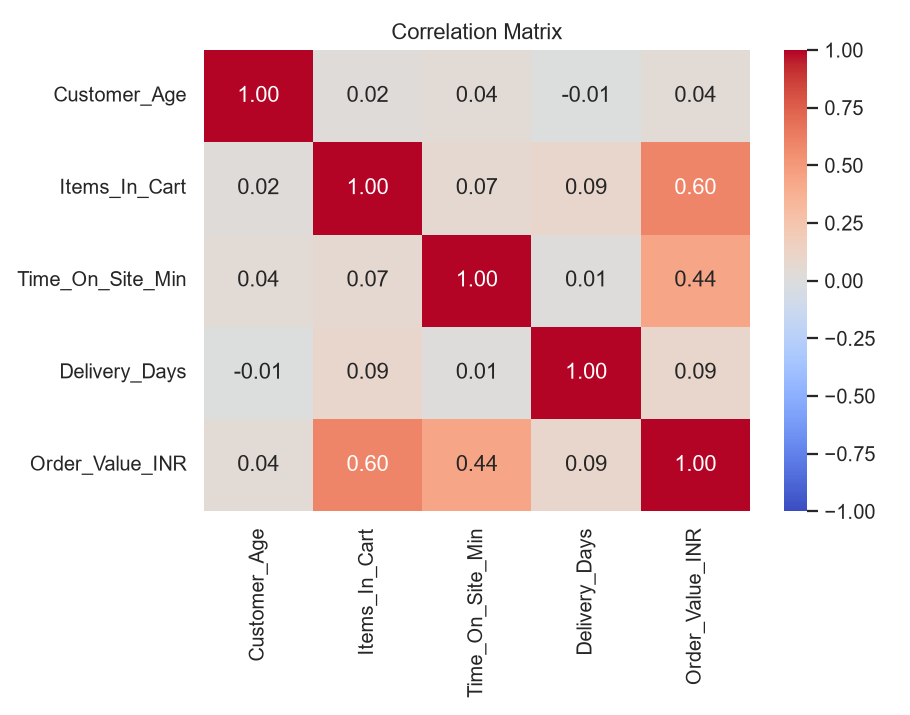 Correlation Matrix
Customer_Age 1.00 0.02 0.04 -0.01 0.04
Items_In_Cart 0.02 1.00 0.07 0.09 0.60
Time_On_Site_Min 0.04 0.07 1.00 0.01 0.44
Delivery_Days -0.01 0.09 0.01 1.00 0.09
Order_Value_INR 0.04 0.60 0.44 0.09 1.00
Customer_Age
Items_In_Cart
Time_On_Site_Min
Delivery_Days
Order_Value_INR
1.00
0.75
0.50
0.25
0.00
−0.25
−0.50
−0.75
−1.00